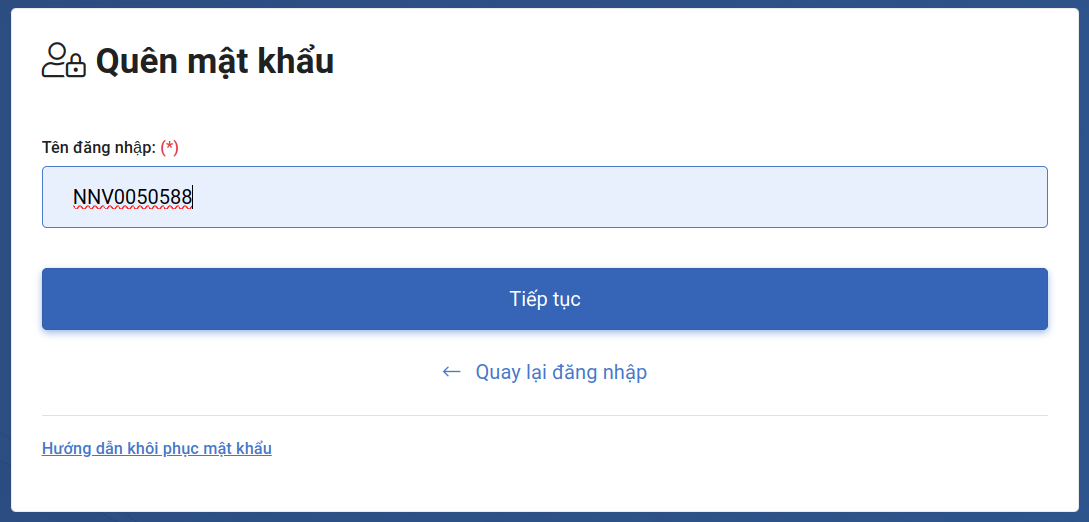 Quên mật khẩu
Tên đăng nhập: (*)
NNV0050588
Tiếp tục
← Quay lại đăng nhập
Hướng dẫn khôi phục mật khẩu